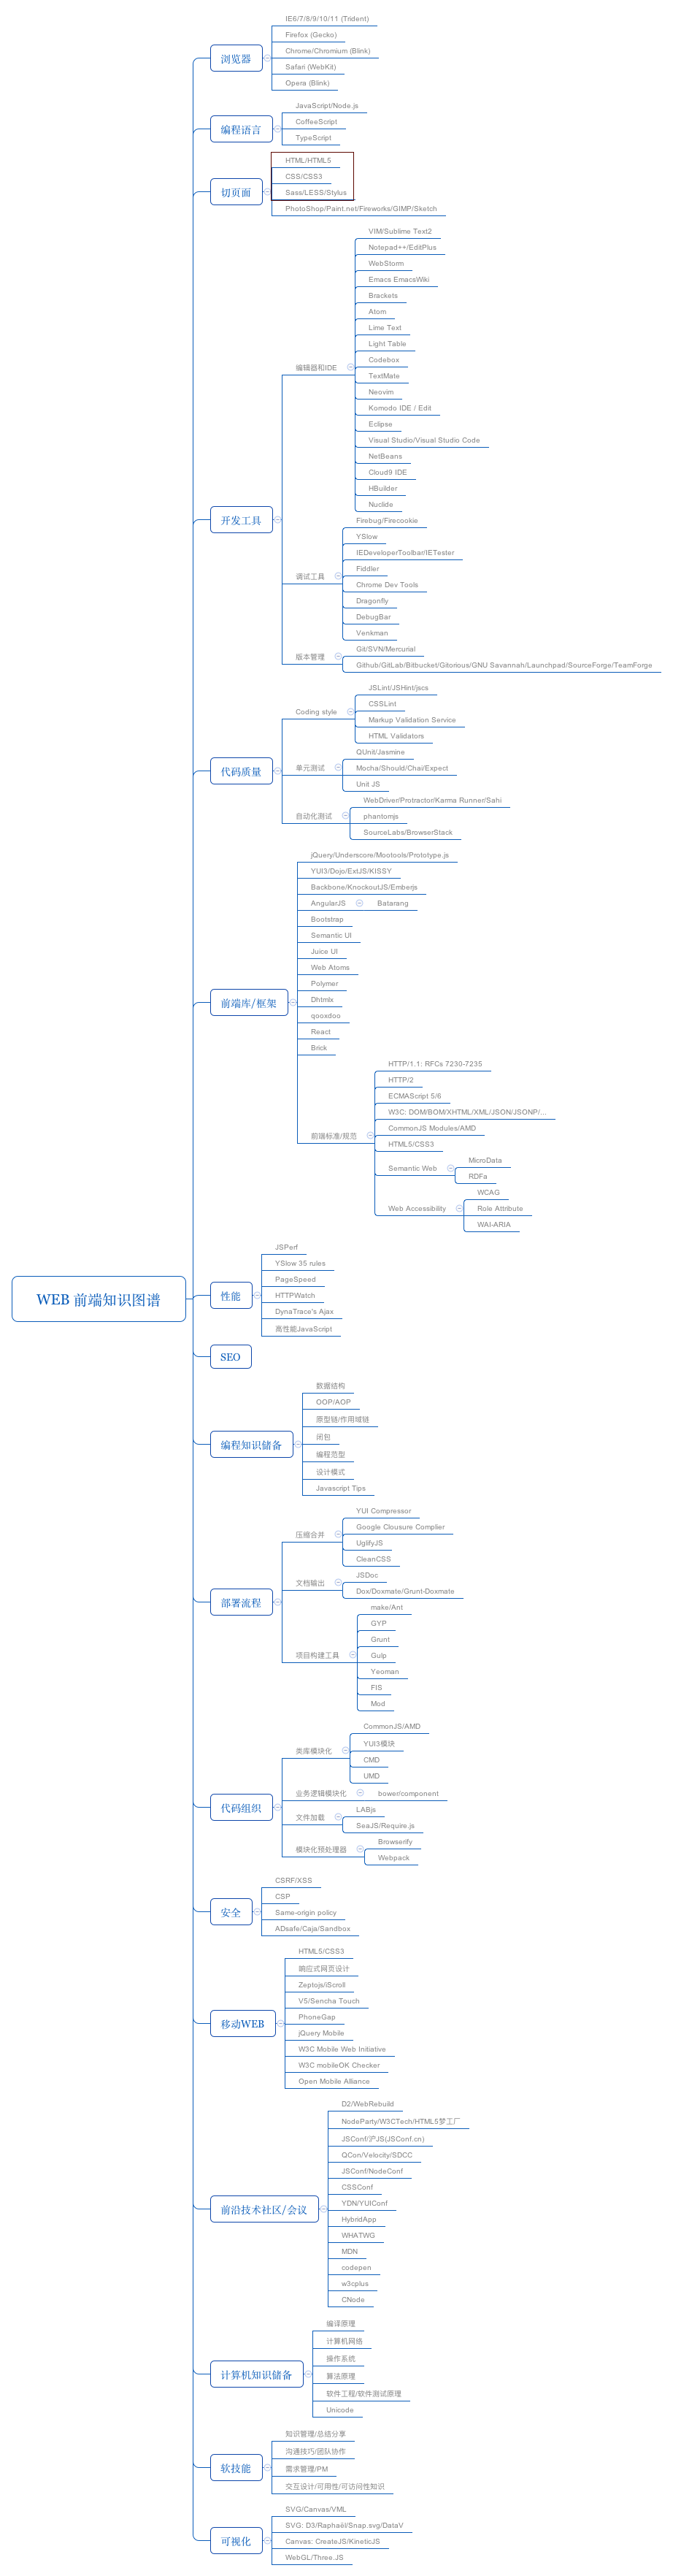 WEB 前端知识图谱
浏览器
IE6/7/8/9/10/11 (Trident)
Firefox (Gecko)
Chrome/Chromium (Blink)
Safari (WebKit)
Opera (Blink)
编程语言
JavaScript/Node.js
CoffeeScript
TypeScript
切页面
HTML/HTML5
CSS/CSS3
Sass/LESS/Stylus
PhotoShop/Paint.net/Fireworks/GIMP/Sketch
开发工具
编辑器和IDE
VIM/Sublime Text2
Notepad++/EditPlus
WebStorm
Emacs EmacsWiki
Brackets
Atom
Lime Text
Light Table
Codebox
TextMate
Neovim
Komodo IDE / Edit
Eclipse
Visual Studio/Visual Studio Code
NetBeans
Cloud9 IDE
HBuilder
Nuclide
调试工具
Firebug/Firecookie
YSlow
IEDeveloperToolbar/IETester
Fiddler
Chrome Dev Tools
Dragonfly
DebugBar
Venkman
版本管理
Git/SVN/Mercurial
Github/GitLab/Bitbucket/Gitorious/GNU Savannah/Launchpad/SourceForge/TeamForge
代码质量
Coding style
JSLint/JSHint/jscs
CSSLint
Markup Validation Service
HTML Validators
单元测试
QUnit/Jasmine
Mocha/Should/Chai/Expect
Unit JS
自动化测试
WebDriver/Protractor/Karma Runner/Sahi
phantomjs
SourceLabs/BrowserStack
前端库/框架
jQuery/Underscore/Mootools/Prototype.js
YUI3/Dojo/ExtJS/KISSY
Backbone/KnockoutJS/Emberjs
AngularJS
Batarang
Bootstrap
Semantic UI
Juice UI
Web Atoms
Polymer
Dhtmlx
qooxdoo
React
Brick
前端标准/规范
HTTP/1.1: RFCs 7230-7235
HTTP/2
ECMAScript 5/6
W3C: DOM/BOM/XHTML/XML/JSON/JSONP/...
CommonJS Modules/AMD
HTML5/CSS3
Semantic Web
MicroData
RDFa
Web Accessibility
WCAG
Role Attribute
WAI-ARIA
性能
JSPerf
YSlow 35 rules
PageSpeed
HTTPWatch
DynaTrace's Ajax
高性能JavaScript
SEO
编程知识储备
数据结构
OOP/AOP
原型链/作用域链
闭包
编程范型
设计模式
Javascript Tips
部署流程
压缩合并
YUI Compressor
Google Clousure Complier
UglifyJS
CleanCSS
文档输出
JSDoc
Dox/Doxmate/Grunt-Doxmate
项目构建工具
make/Ant
GYP
Grunt
Gulp
Yeoman
FIS
Mod
代码组织
类库模块化
CommonJS/AMD
YUI3模块
CMD
UMD
业务逻辑模块化
bower/component
文件加载
LABjs
SeaJS/Require.js
模块化预处理器
Browserify
Webpack
安全
CSRF/XSS
CSP
Same-origin policy
ADsafe/Caja/Sandbox
移动WEB
HTML5/CSS3
响应式网页设计
Zeptojs/iScroll
V5/Sencha Touch
PhoneGap
jQuery Mobile
W3C Mobile Web Initiative
W3C mobileOK Checker
Open Mobile Alliance
前沿技术社区/会议
D2/WebRebuild
NodeParty/W3CTech/HTML5梦工厂
JSConf/沪JS(JSConf.cn)
QCon/Velocity/SDCC
JSConf/NodeConf
CSSConf
YDN/YUIConf
HybridApp
WHATWG
MDN
codepen
w3cplus
CNode
计算机知识储备
编译原理
计算机网络
操作系统
算法原理
软件工程/软件测试原理
Unicode
软技能
知识管理/总结分享
沟通技巧/团队协作
需求管理/PM
交互设计/可用性/可访问性知识
可视化
SVG/Canvas/VML
SVG: D3/Raphaël/Snap.svg/DataV
Canvas: CreateJS/KineticJS
WebGL/Three.JS